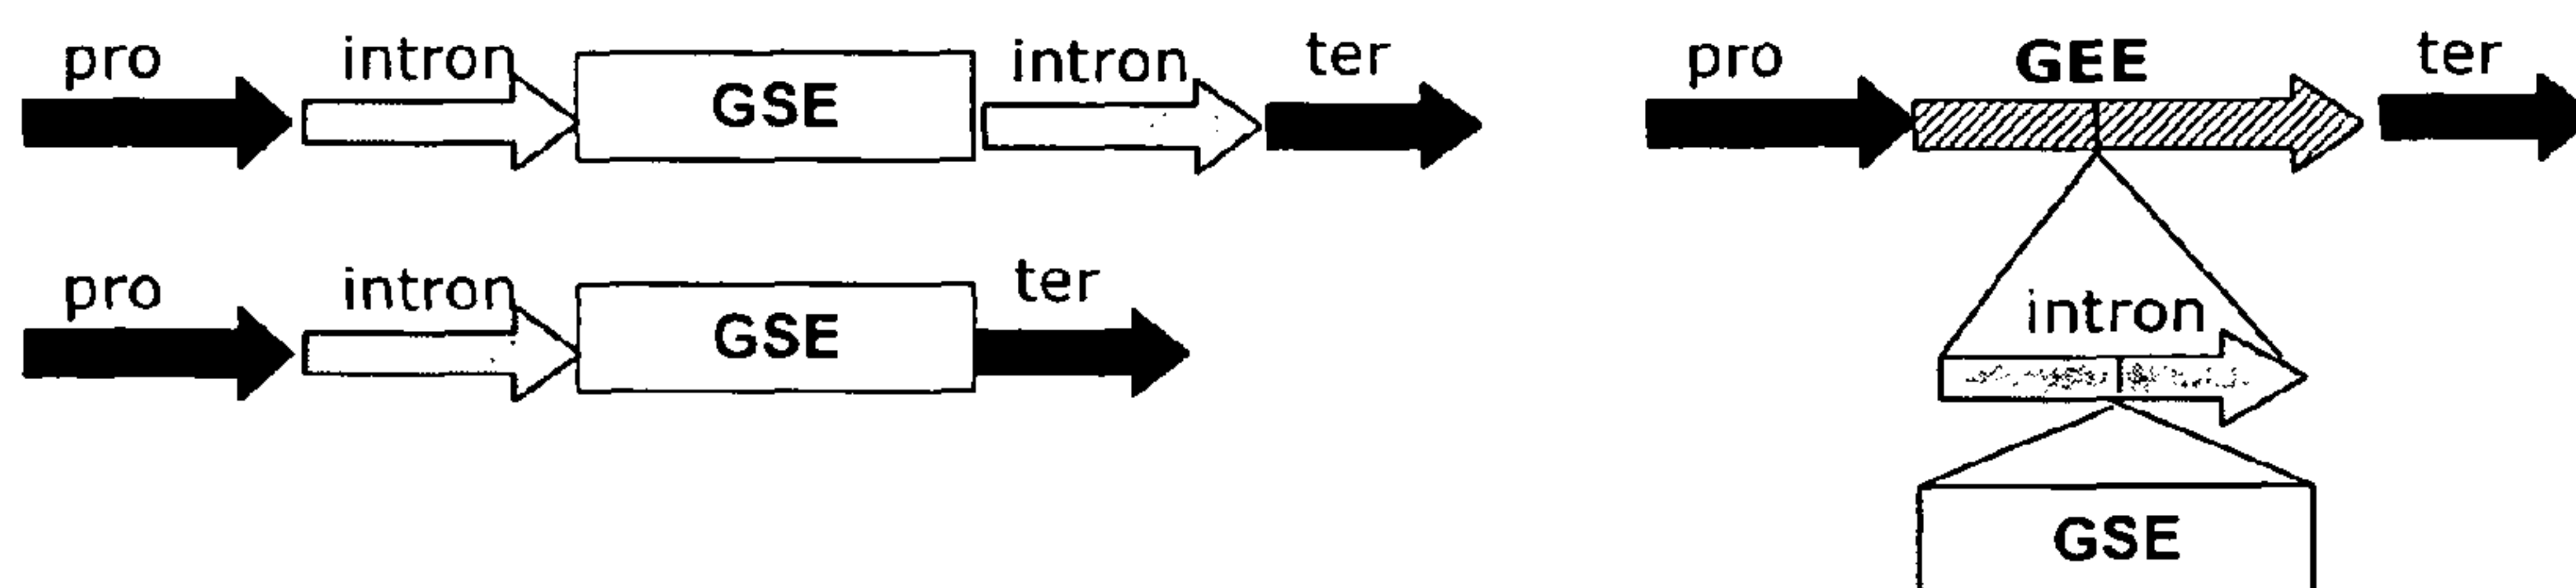 pro intron GSE intron ter
pro intron GSE ter
pro GEE ter
intron
GSE